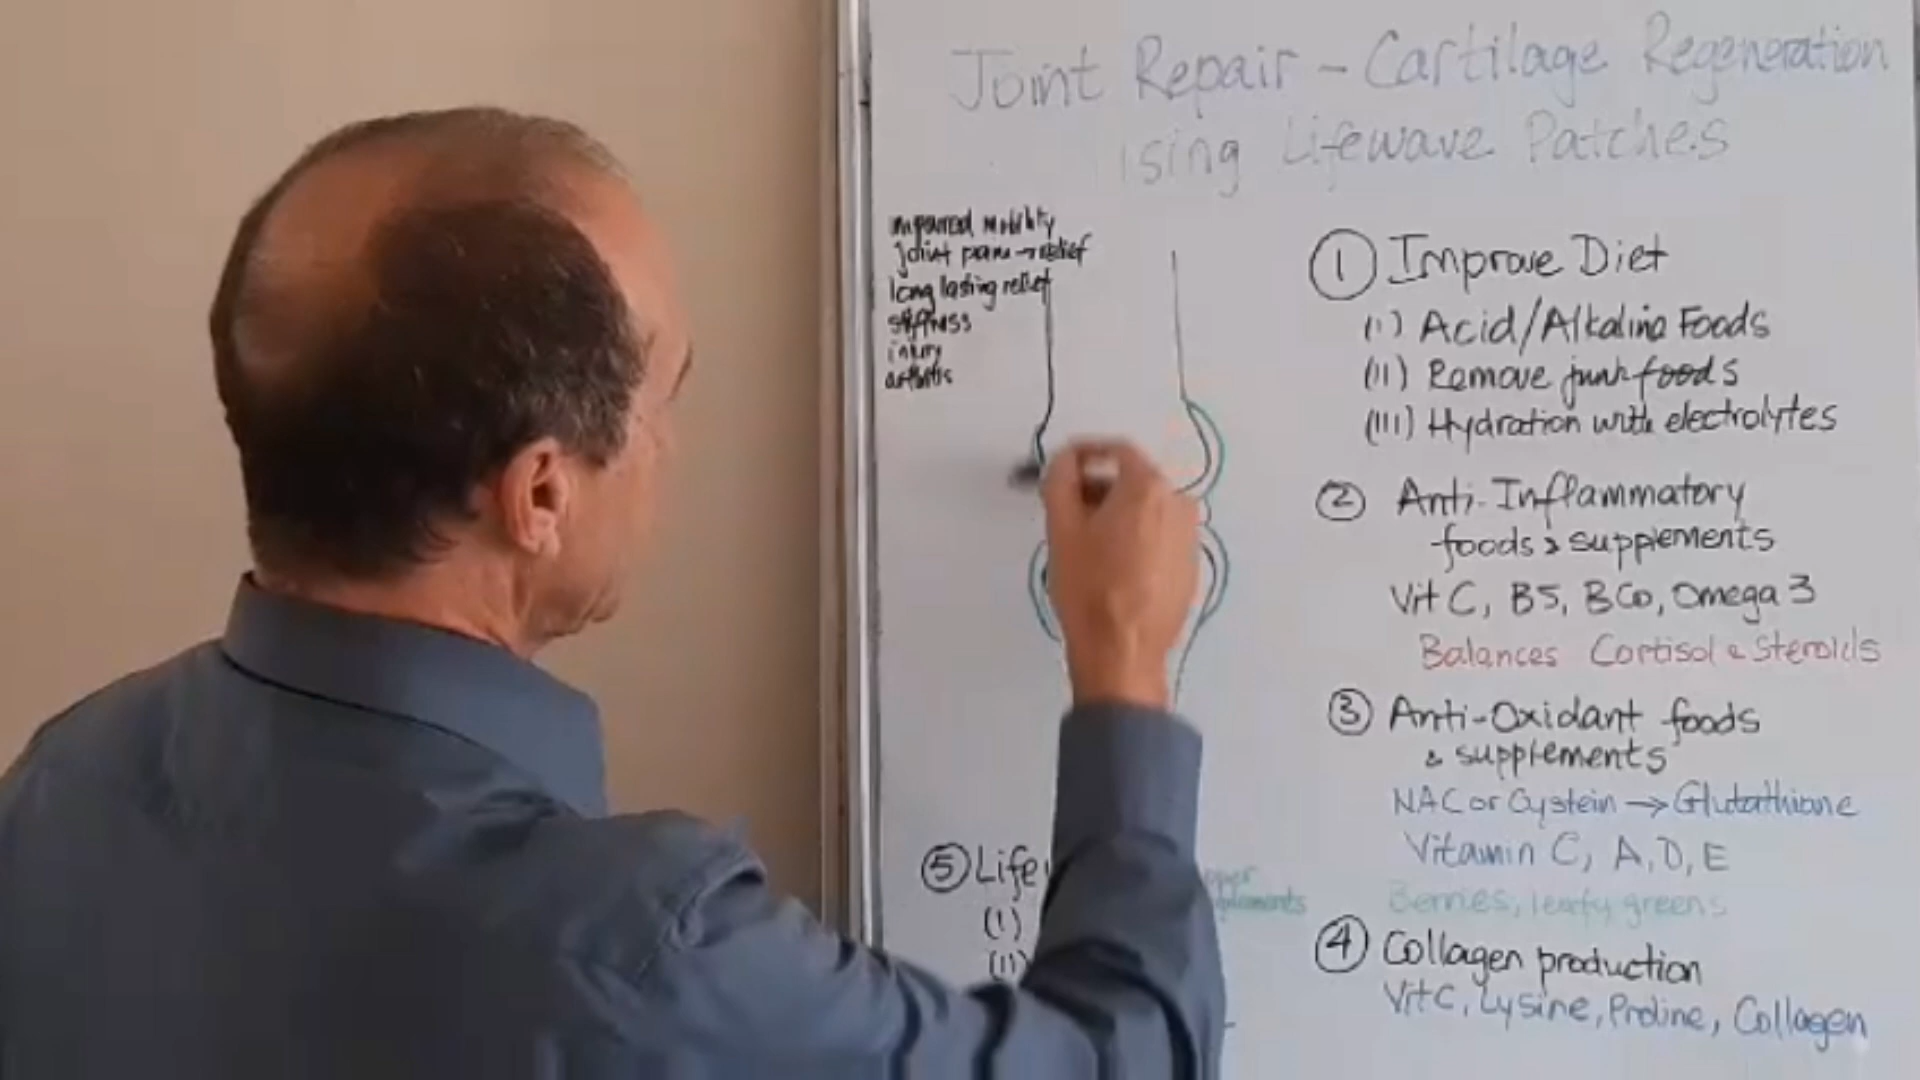 Joint Repair - Cartilage Regeneration
ising Lifewave Patches
impaired mobility
joint pain → relief
long lasting relief
stiffness
injury
arthritis
① Improve Diet
(i) Acid/Alkaline Foods
(ii) Remove junk foods
(iii) Hydration with electrolytes
② Anti-Inflammatory
foods & supplements
Vit C, B5, BCo, Omega 3
Balances Cortisol & Steroids
③ Anti-Oxidant foods
& supplements
NAC or Cystein → Glutathione
Vitamin C, A, D, E
Berries, leafy greens
④ Collagen production
Vit C, Lysine, Proline, Collagen
⑤ Life
(i)
(ii)